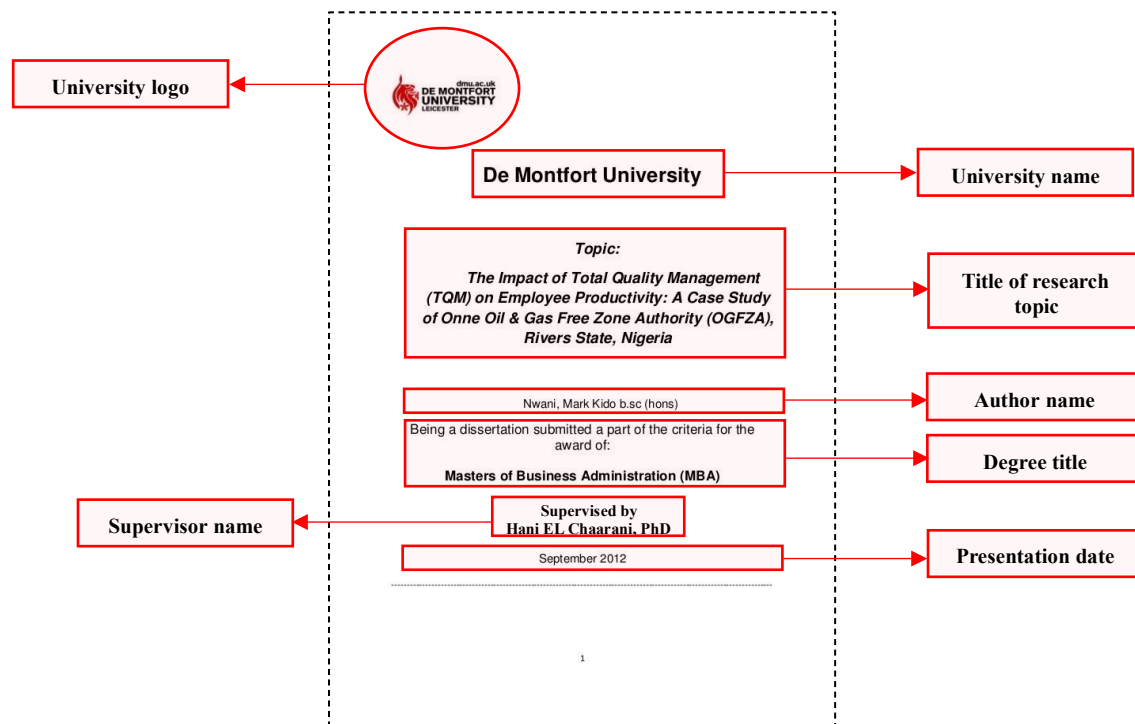 University logo
dmu.ac.uk
DE MONTFORT
UNIVERSITY
LEICESTER
De Montfort University
University name
Topic:
The Impact of Total Quality Management
(TQM) on Employee Productivity: A Case Study
of Onne Oil & Gas Free Zone Authority (OGFZA),
Rivers State, Nigeria
Title of research
topic
Nwani, Mark Kido b.sc (hons)
Author name
Being a dissertation submitted a part of the criteria for the
award of:
Masters of Business Administration (MBA)
Degree title
Supervisor name
Supervised by
Hani EL Chaarani, PhD
September 2012
Presentation date
1